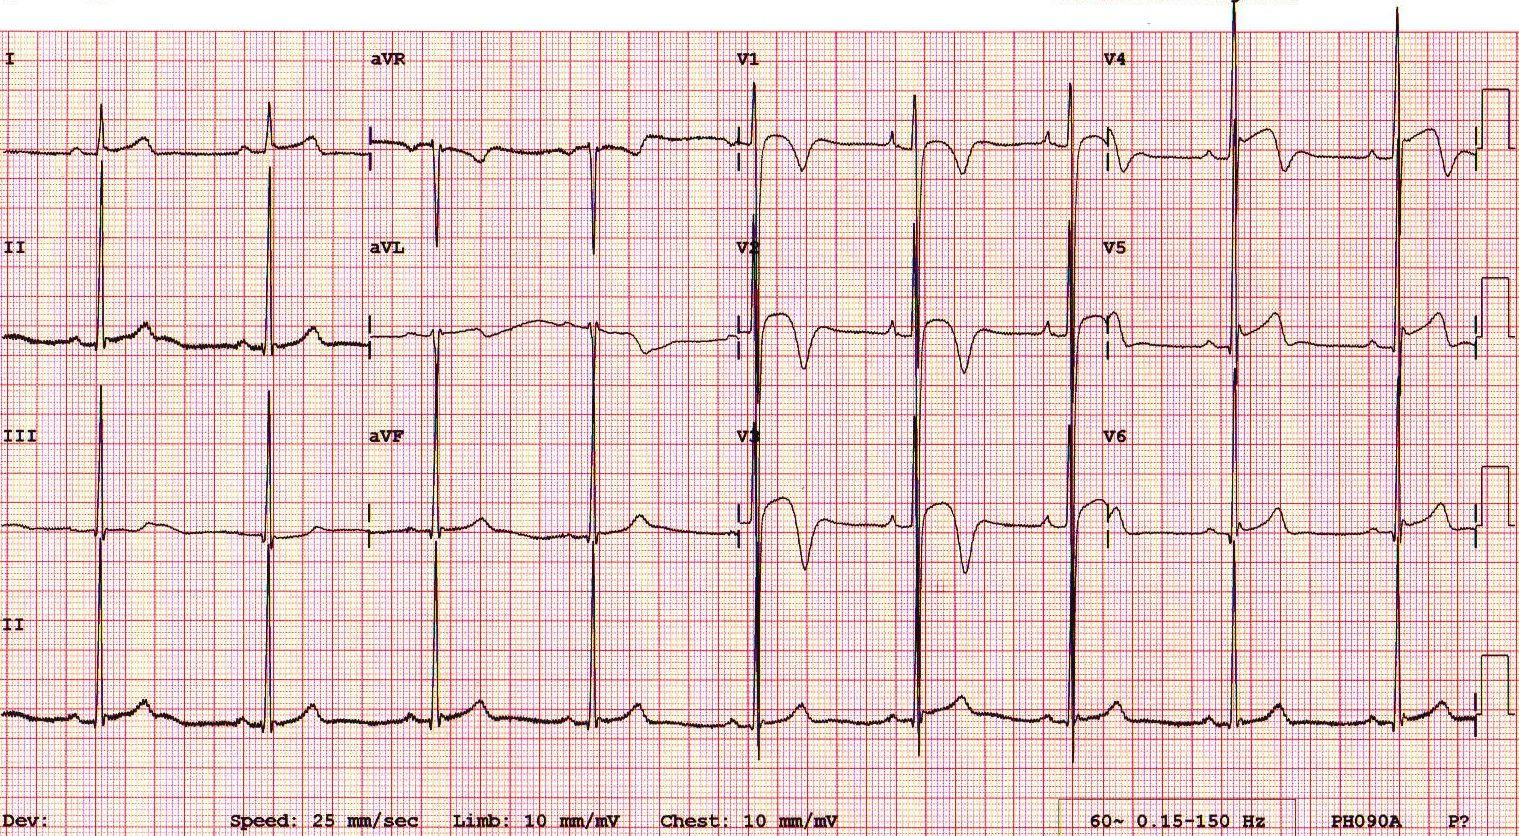 I aVR V1 V4
II aVL V2 V5
III aVF V3 V6
II
Dev: Speed: 25 mm/sec Limb: 10 mm/mV Chest: 10 mm/mV 60~ 0.15-150 Hz PH090A P?